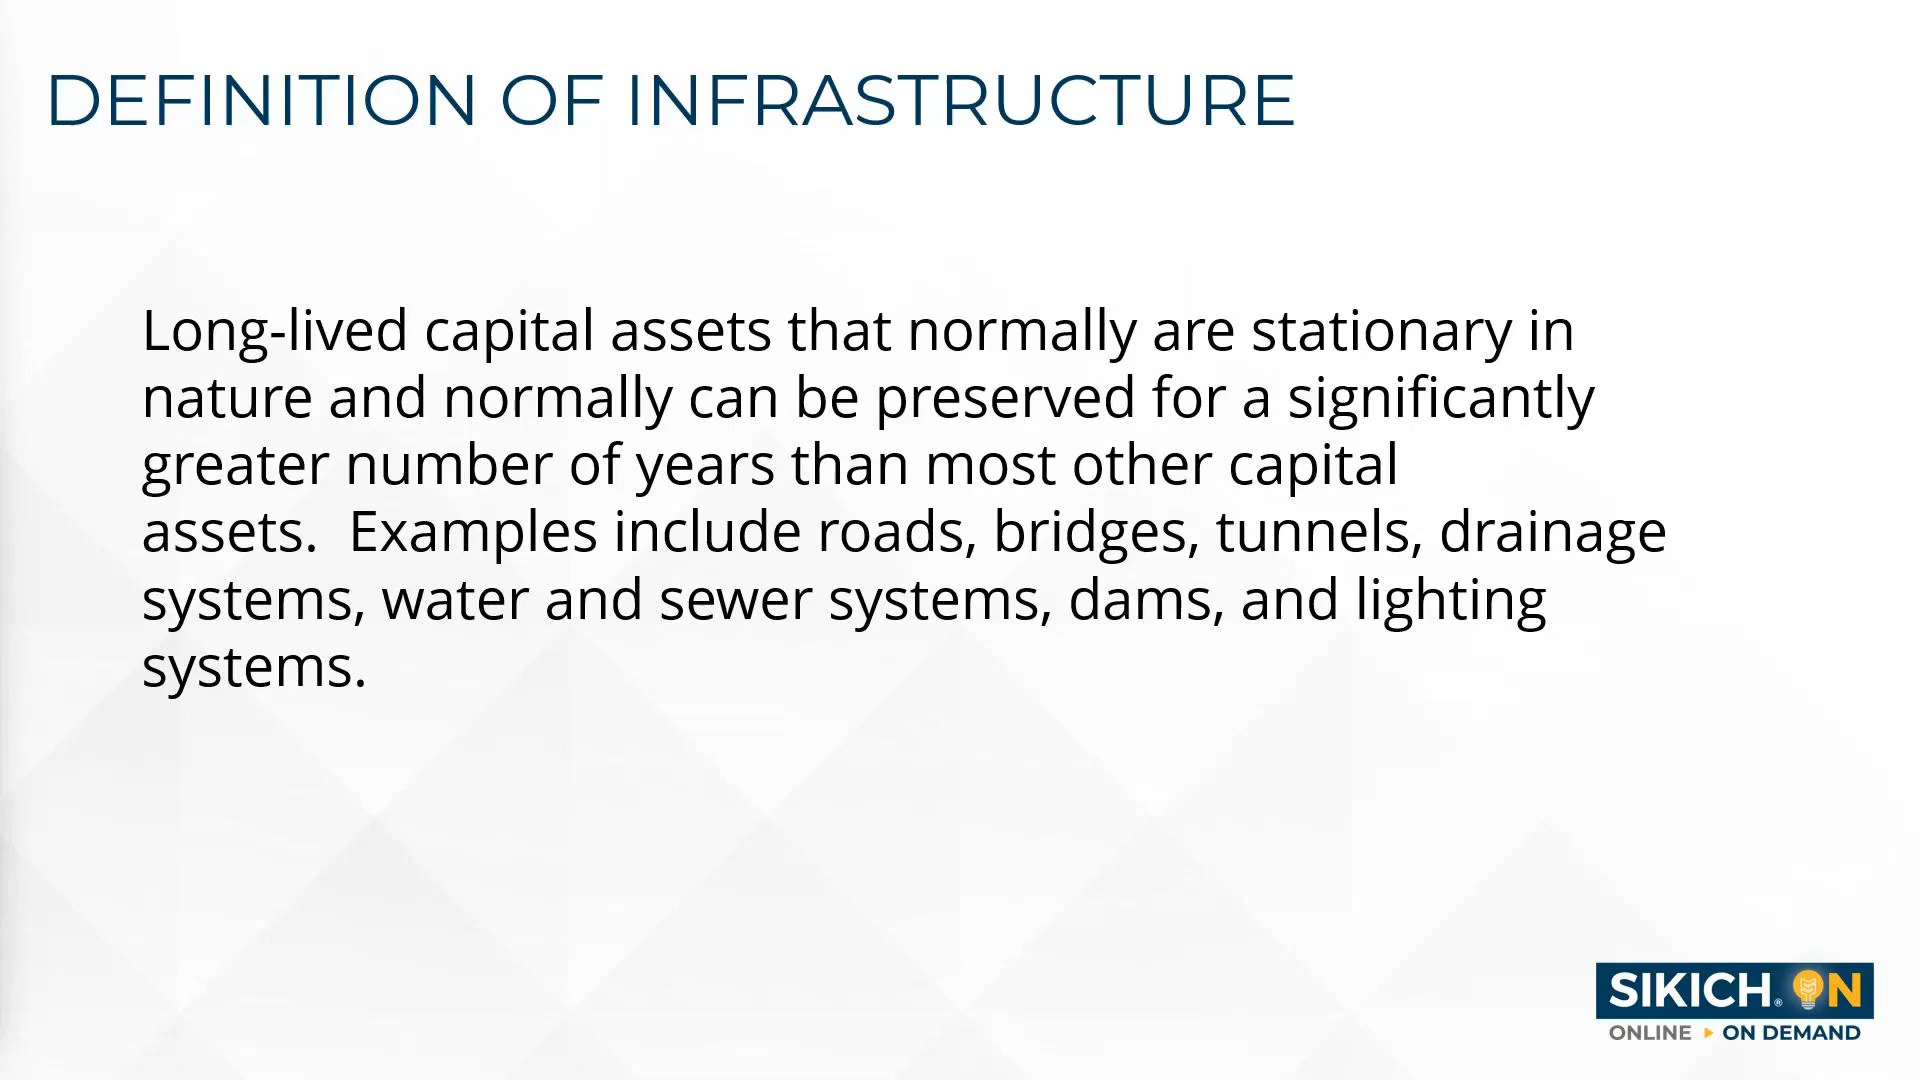 DEFINITION OF INFRASTRUCTURE
Long-lived capital assets that normally are stationary in
nature and normally can be preserved for a significantly
greater number of years than most other capital
assets.  Examples include roads, bridges, tunnels, drainage
systems, water and sewer systems, dams, and lighting
systems.
SIKICH® ON
ONLINE ▸ ON DEMAND